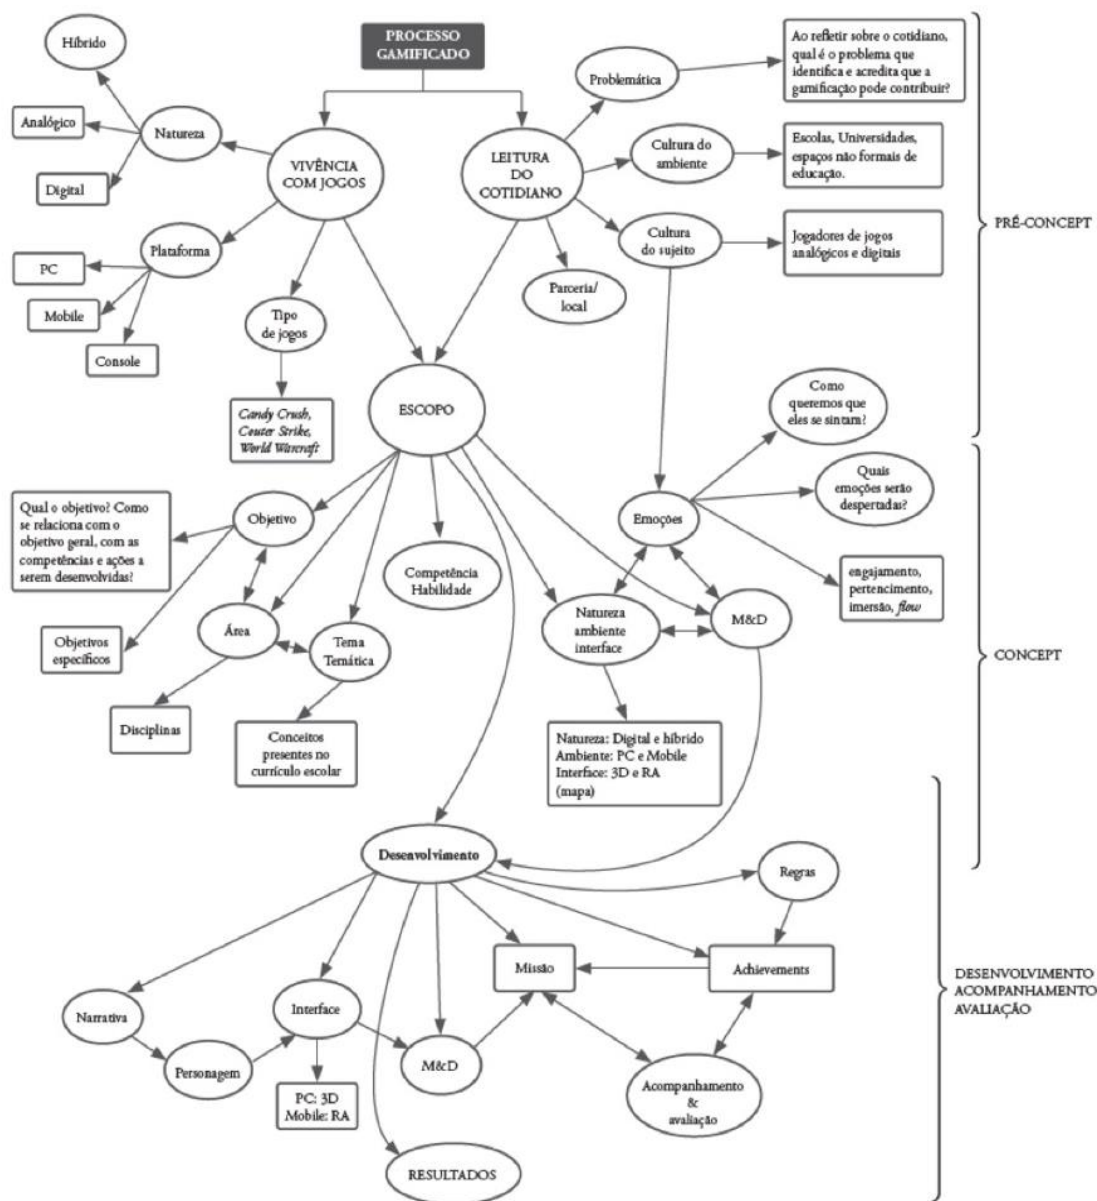 PROCESSO
GAMIFICADO
Híbrido
Analógico
Natureza
Digital
VIVÊNCIA
COM JOGOS
Plataforma
PC
Mobile
Console
Tipo
de jogos
Candy Crush,
Couter Strike,
World Warcraft
LEITURA
DO
COTIDIANO
Problemática
Ao refletir sobre o cotidiano,
qual é o problema que
identifica e acredita que a
gamificação pode contribuir?
Cultura do
ambiente
Escolas, Universidades,
espaços não formais de
educação.
Cultura
do sujeito
Jogadores de jogos
analógicos e digitais
Parceria/
local
PRÉ-CONCEPT
ESCOPO
Como
queremos que
eles se sintam?
Quais
emoções serão
despertadas?
Emoções
engajamento,
pertencimento,
imersão, flow
Qual o objetivo? Como
se relaciona com o
objetivo geral, com as
competências e ações a
serem desenvolvidas?
Objetivo
Objetivos
específicos
Área
Tema
Temática
Competência
Habilidade
Natureza
ambiente
interface
M&D
Disciplinas
Conceitos
presentes no
currículo escolar
Natureza: Digital e híbrido
Ambiente: PC e Mobile
Interface: 3D e RA
(mapa)
CONCEPT
Desenvolvimento
Regras
Missão
Achievements
Narrativa
Personagem
Interface
PC: 3D
Mobile: RA
M&D
Acompanhamento
&
avaliação
RESULTADOS
DESENVOLVIMENTO
ACOMPANHAMENTO
AVALIAÇÃO